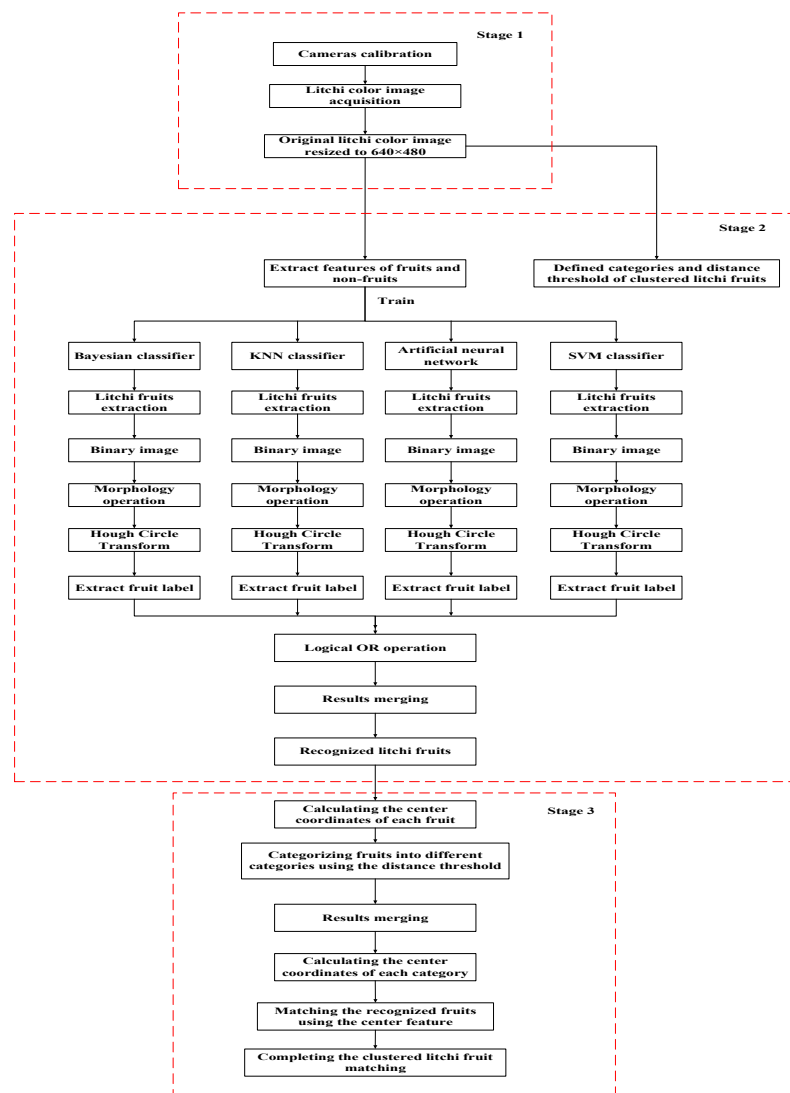 Stage 1
Cameras calibration
Litchi color image
acquisition
Original litchi color image
resized to 640×480
Stage 2
Extract features of fruits and
non-fruits
Defined categories and distance
threshold of clustered litchi fruits
Train
Bayesian classifier
KNN classifier
Artificial neural
network
SVM classifier
Litchi fruits
extraction
Litchi fruits
extraction
Litchi fruits
extraction
Litchi fruits
extraction
Binary image
Binary image
Binary image
Binary image
Morphology
operation
Morphology
operation
Morphology
operation
Morphology
operation
Hough Circle
Transform
Hough Circle
Transform
Hough Circle
Transform
Hough Circle
Transform
Extract fruit label
Extract fruit label
Extract fruit label
Extract fruit label
Logical OR operation
Results merging
Recognized litchi fruits
Stage 3
Calculating the center
coordinates of each fruit
Categorizing fruits into different
categories using the distance threshold
Results merging
Calculating the center
coordinates of each category
Matching the recognized fruits
using the center feature
Completing the clustered litchi fruit
matching